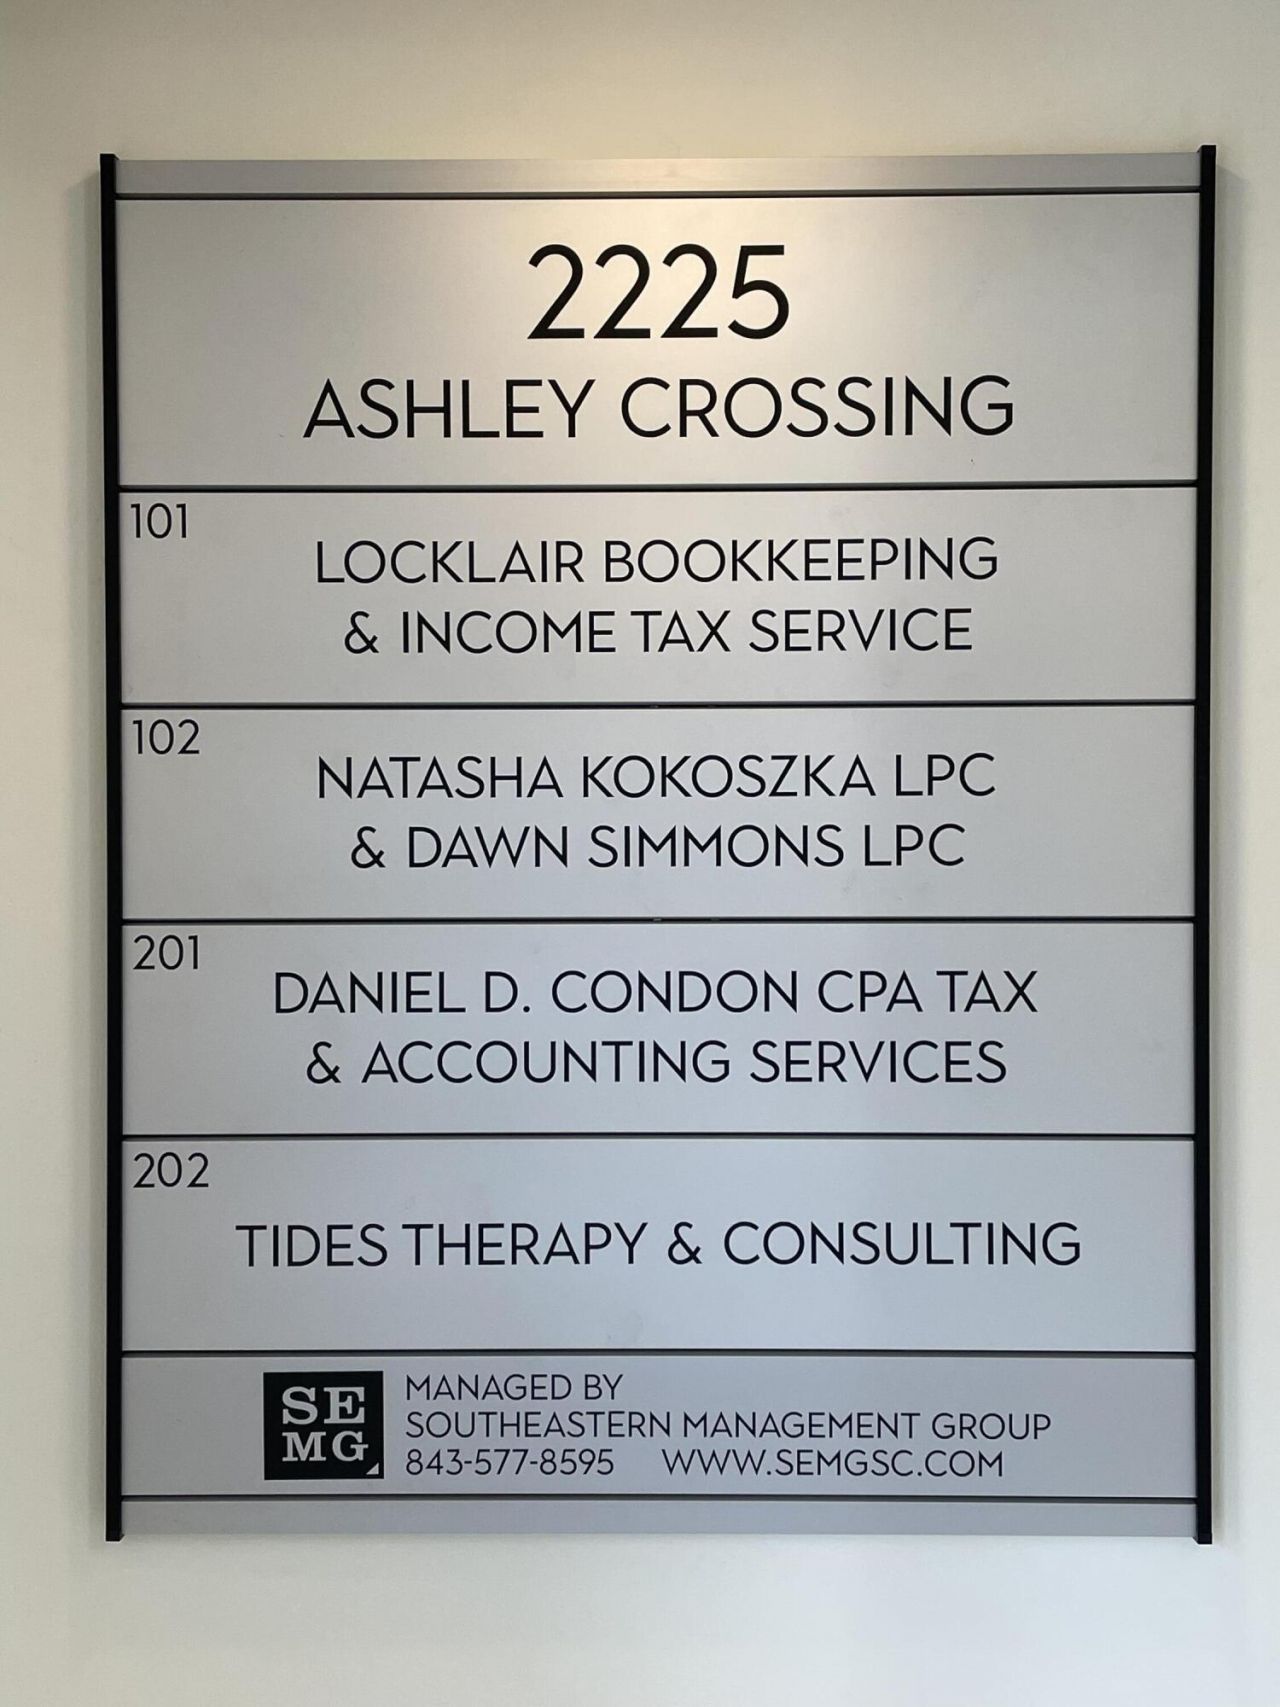 2225
ASHLEY CROSSING
101
LOCKLAIR BOOKKEEPING
& INCOME TAX SERVICE
102
NATASHA KOKOSZKA LPC
& DAWN SIMMONS LPC
201
DANIEL D. CONDON CPA TAX
& ACCOUNTING SERVICES
202
TIDES THERAPY & CONSULTING
SE
MG
MANAGED BY
SOUTHEASTERN MANAGEMENT GROUP
843-577-8595 WWW.SEMGSC.COM